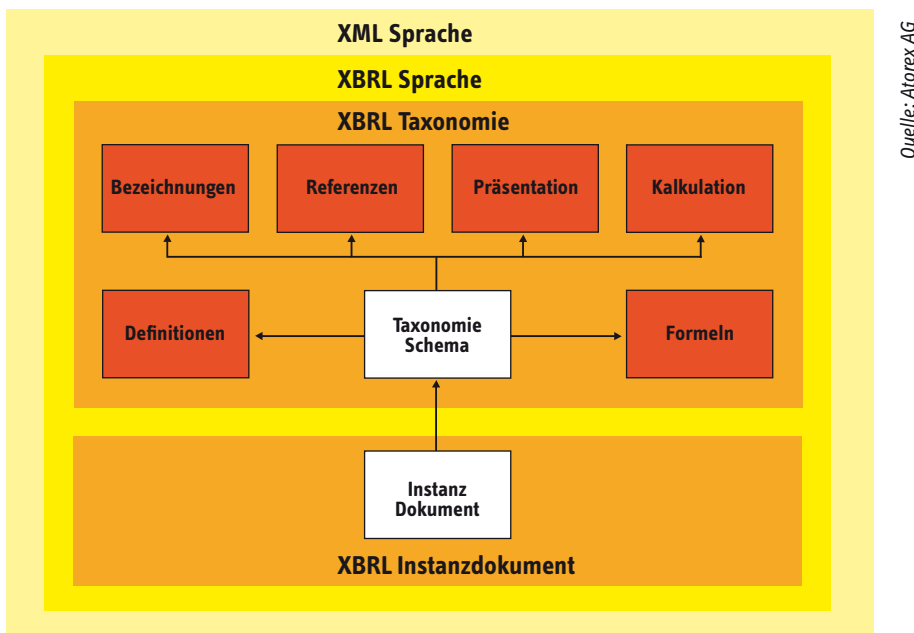 XML Sprache
XBRL Sprache
XBRL Taxonomie
Bezeichnungen
Referenzen
Präsentation
Kalkulation
Definitionen
Taxonomie
Schema
Formeln
Instanz
Dokument
XBRL Instanzdokument
Quelle: Atorex AG